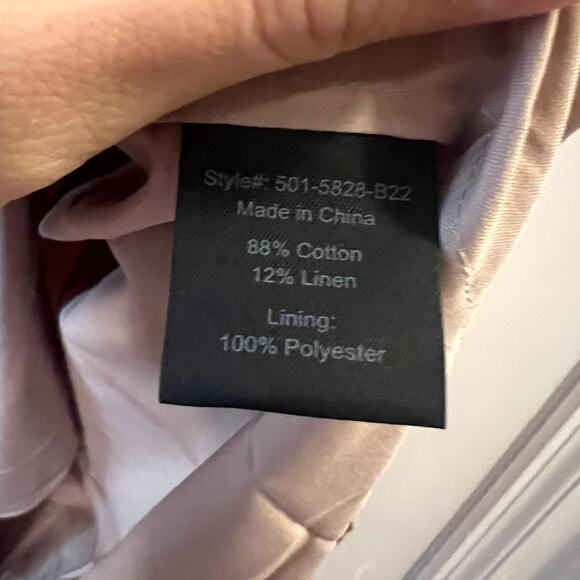 Style#: 501-5828-B22
Made in China
88% Cotton
12% Linen
Lining:
100% Polyester